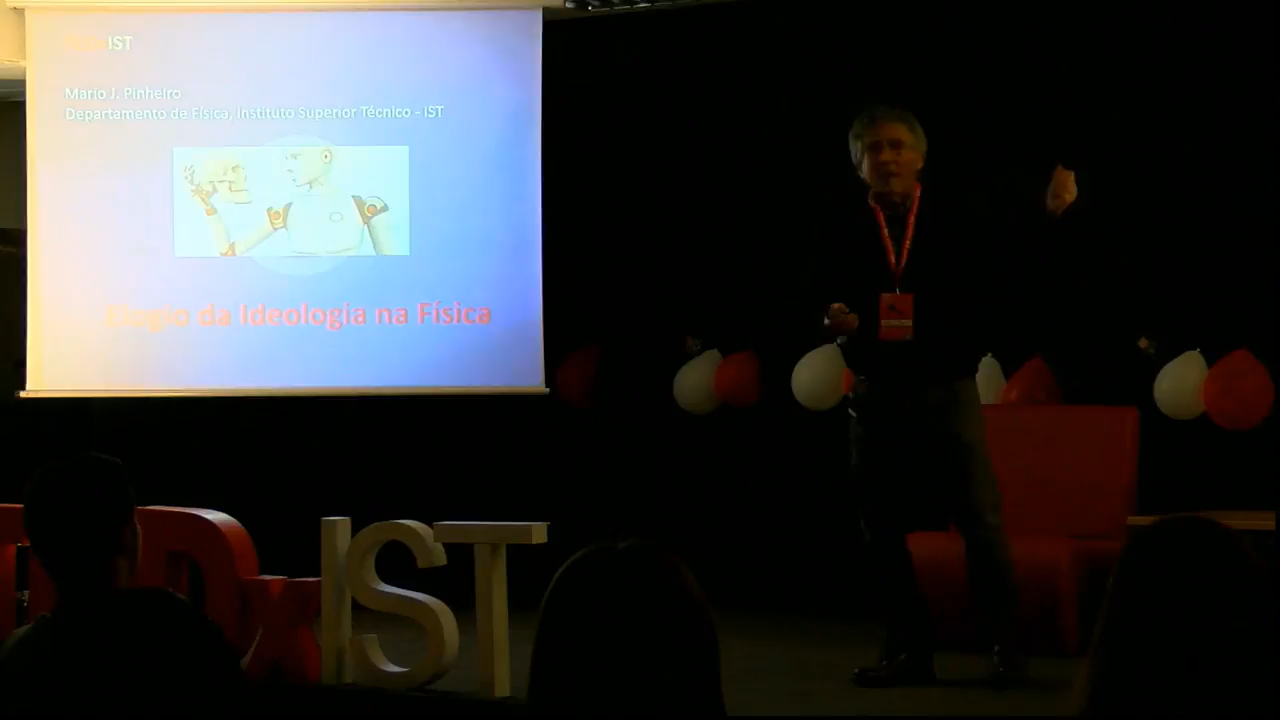 IST
Mario J. Pinheiro
Departamento de Física, Instituto Superior Técnico - IST
Elogio da Ideologia na Física
IST